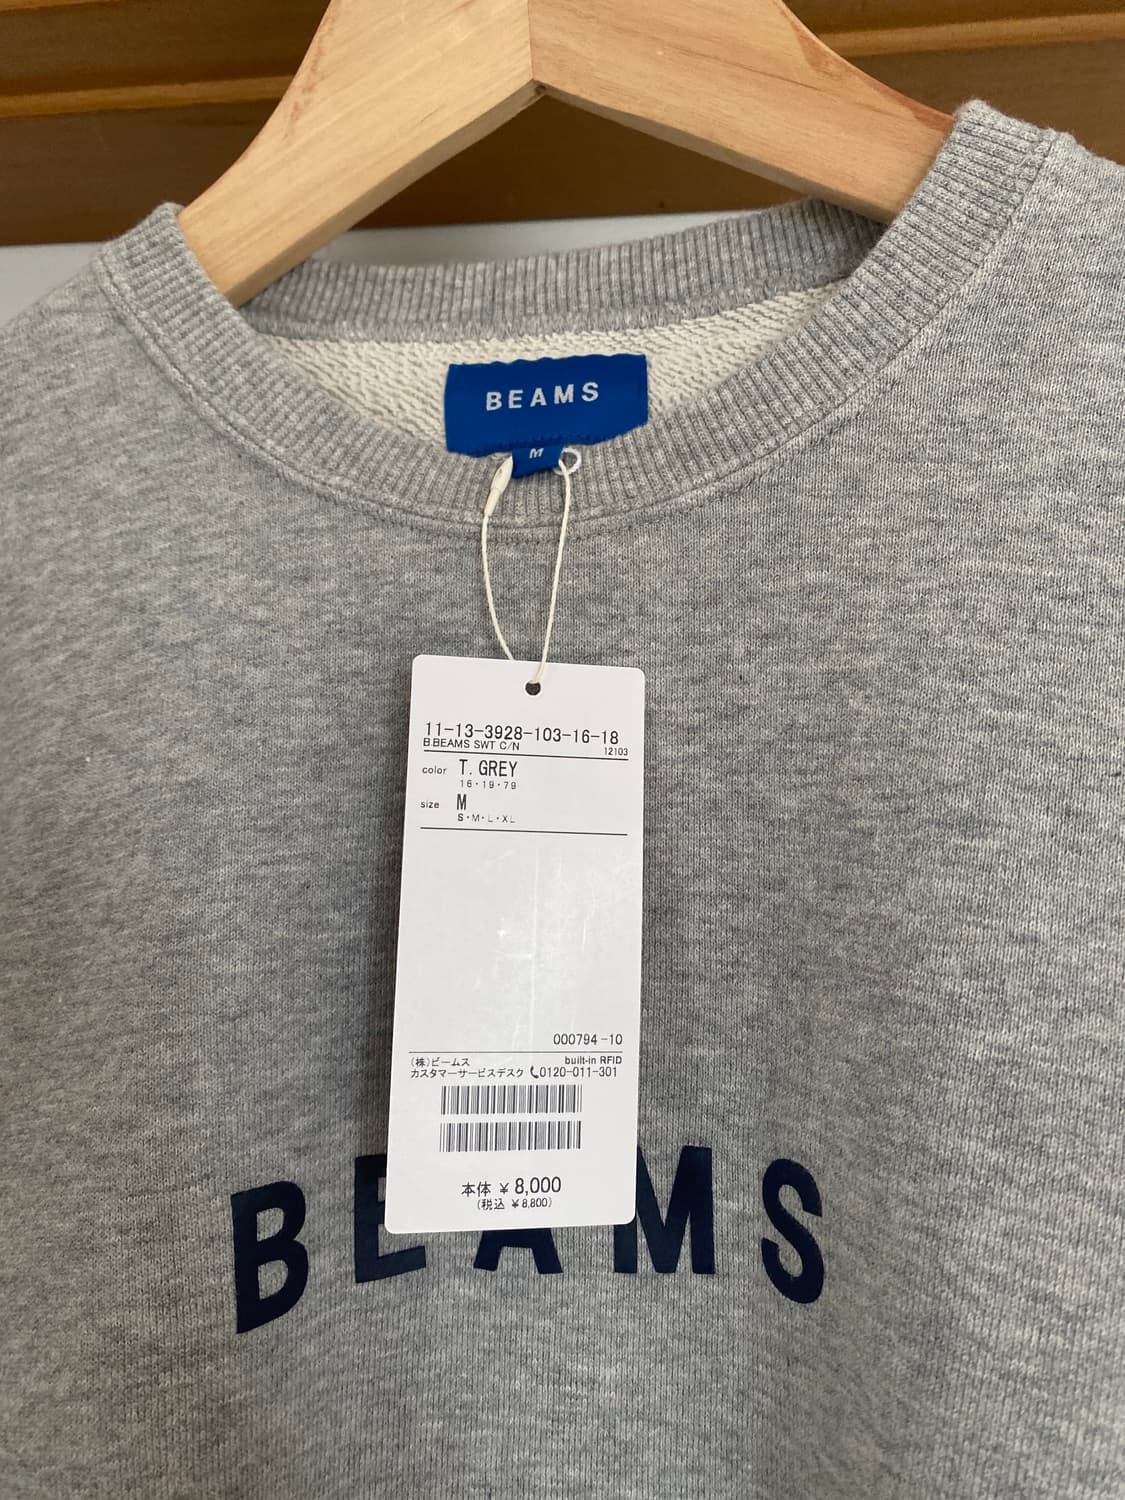 BEAMS
M
11-13-3928-103-16-18
B.BEAMS SWT C/N 12103
color T. GREY
16・19・79
size M
S・M・L・XL
000794-10
(株)ビームス built-in RFID
カスタマーサービスデスク 0120-011-301
本体 ¥8,000
(税込 ¥8,800)
BEAMS